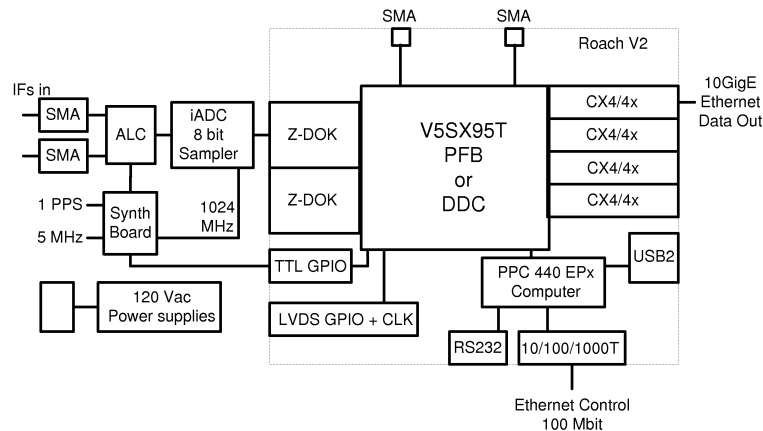 SMA
SMA
Roach V2
IFs in
SMA
SMA
ALC
iADC
8 bit
Sampler
Z-DOK
Z-DOK
V5SX95T
PFB
or
DDC
CX4/4x
CX4/4x
CX4/4x
CX4/4x
10GigE
Ethernet
Data Out
1 PPS
5 MHz
Synth
Board
1024
MHz
TTL GPIO
LVDS GPIO + CLK
PPC 440 EPx
Computer
USB2
120 Vac
Power supplies
RS232
10/100/1000T
Ethernet Control
100 Mbit